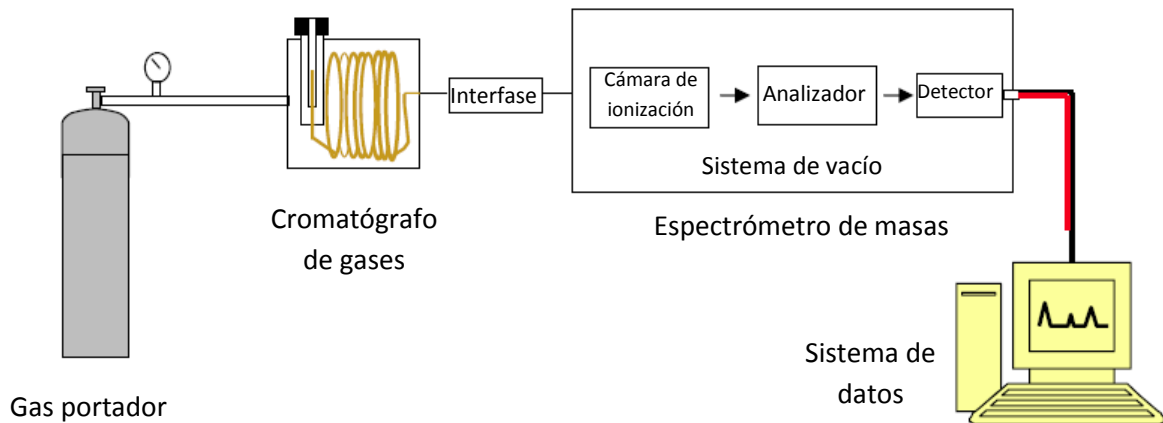 Gas portador
Cromatógrafo
de gases
Interfase
Cámara de
ionización
Analizador
Detector
Sistema de vacío
Espectrómetro de masas
Sistema de
datos